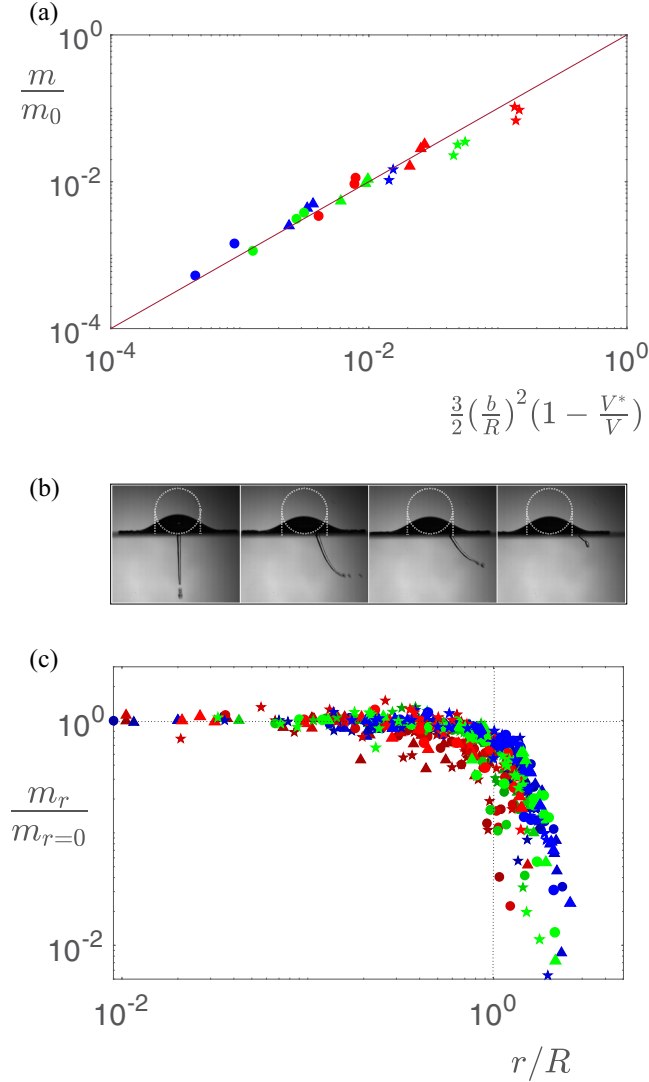 (a)
10^0
m/m_0
10^-2
10^-4
10^-4 10^-2 10^0
3/2(b/R)^2(1 − V*/V)
(b)
(c)
10^0
m_r/m_{r=0}
10^-2
10^-2 10^0
r/R